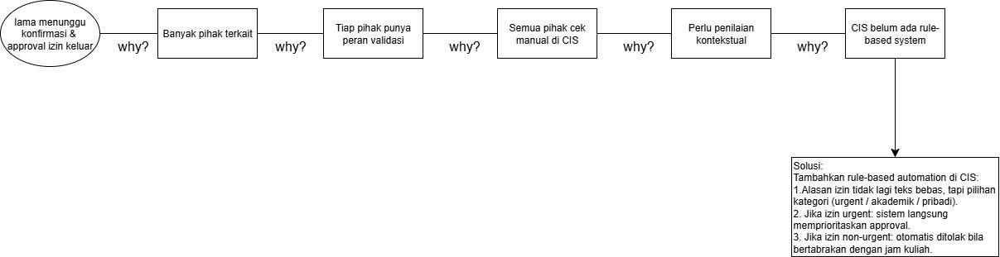 lama menunggu
konfirmasi &
approval izin keluar
why?
Banyak pihak terkait
why?
Tiap pihak punya
peran validasi
why?
Semua pihak cek
manual di CIS
why?
Perlu penilaian
kontekstual
why?
CIS belum ada rule-
based system
Solusi:
Tambahkan rule-based automation di CIS:
1.Alasan izin tidak lagi teks bebas, tapi pilihan
kategori (urgent / akademik / pribadi).
2. Jika izin urgent: sistem langsung
memprioritaskan approval.
3. Jika izin non-urgent: otomatis ditolak bila
bertabrakan dengan jam kuliah.